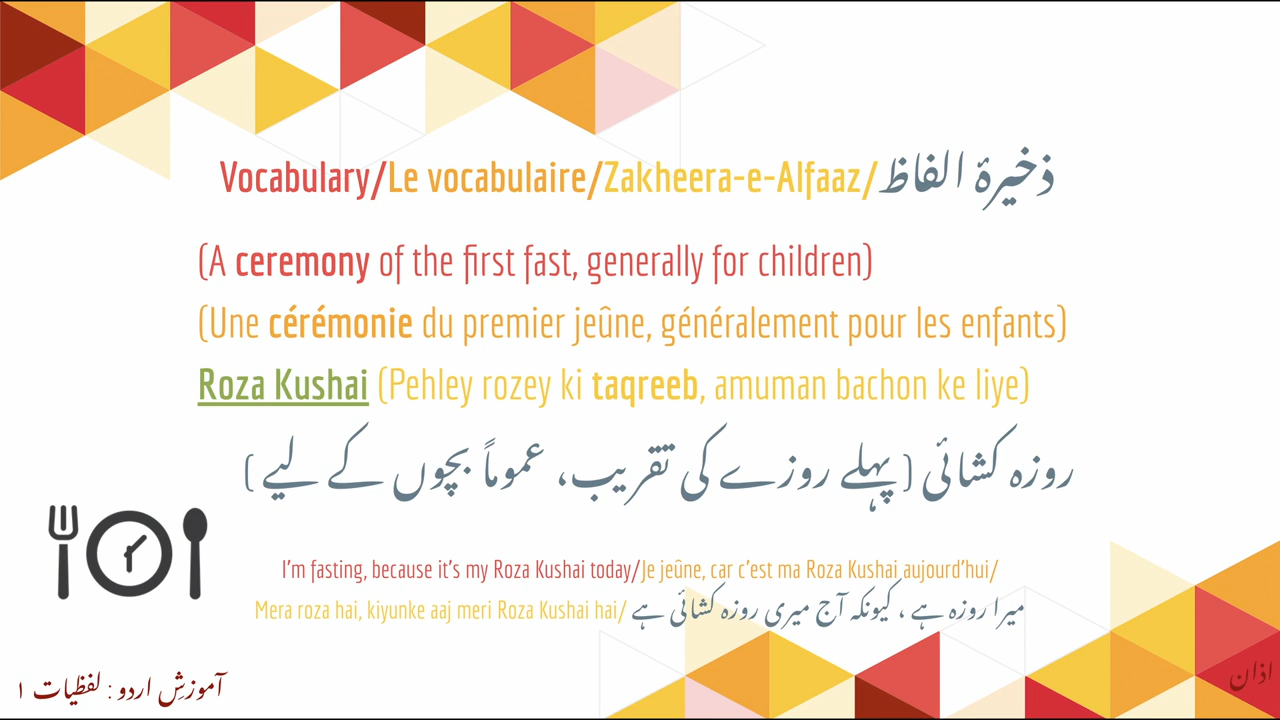 Vocabulary/Le vocabulaire/Zakheera-e-Alfaaz/ذخیرۂ الفاظ
(A ceremony of the first fast, generally for children)
(Une cérémonie du premier jeûne, généralement pour les enfants)
Roza Kushai (Pehley rozey ki taqreeb, amuman bachon ke liye)
روزہ کشائی (پہلے روزے کی تقریب، عموماً بچوں کے لیے)
I'm fasting, because it's my Roza Kushai today/Je jeûne, car c'est ma Roza Kushai aujourd'hui/
Mera roza hai, kiyunke aaj meri Roza Kushai hai/ میرا روزہ ہے، کیونکہ آج میری روزہ کشائی ہے
آموزشِ اردو : لفظیات ۱
اذان